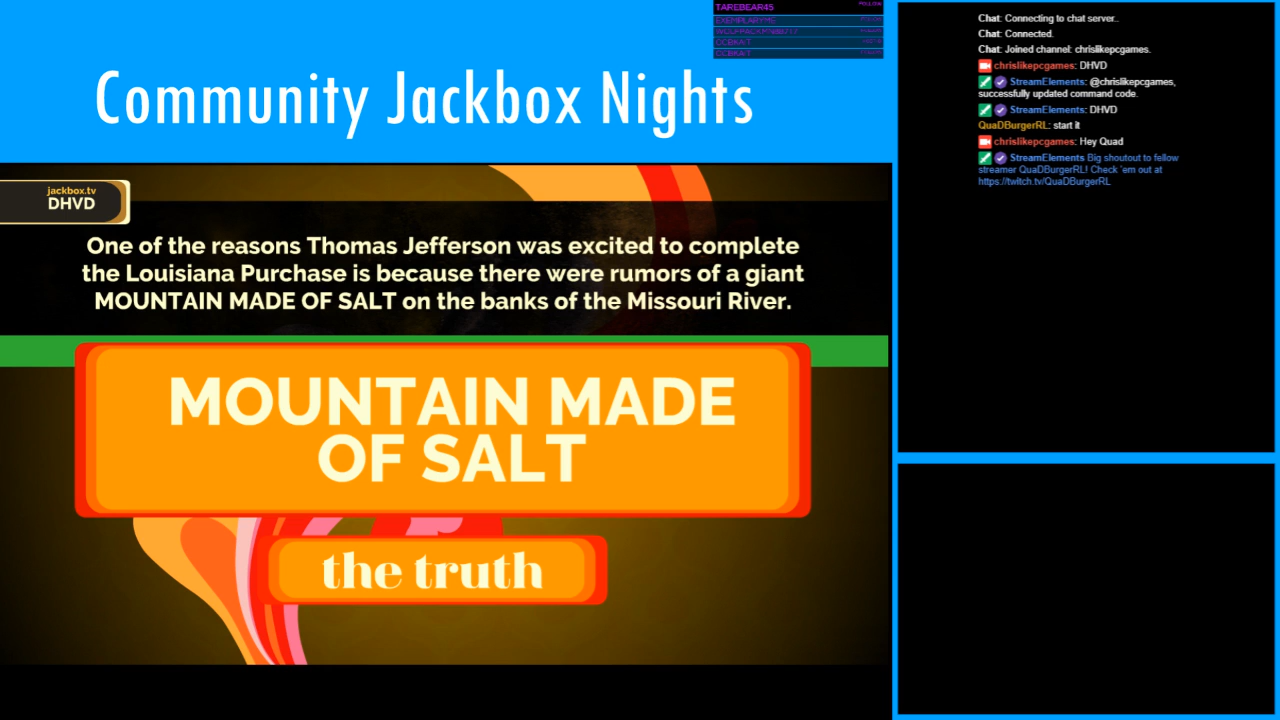 TAREBEAR45
FOLLOW
EXEMPLARYME
OCBKAIT
OCBKAIT
Community Jackbox Nights
jackbox.tv
DHVD
One of the reasons Thomas Jefferson was excited to complete
the Louisiana Purchase is because there were rumors of a giant
MOUNTAIN MADE OF SALT on the banks of the Missouri River.
MOUNTAIN MADE
OF SALT
the truth
Chat: Connecting to chat server..
Chat: Connected.
Chat: Joined channel: chrislikepcgames.
chrislikepcgames: DHVD
StreamElements: @chrislikepcgames,
successfully updated command code.
StreamElements: DHVD
QuaDBurgerRL: start it
chrislikepcgames: Hey Quad
StreamElements Big shoutout to fellow
streamer QuaDBurgerRL! Check 'em out at
https://twitch.tv/QuaDBurgerRL